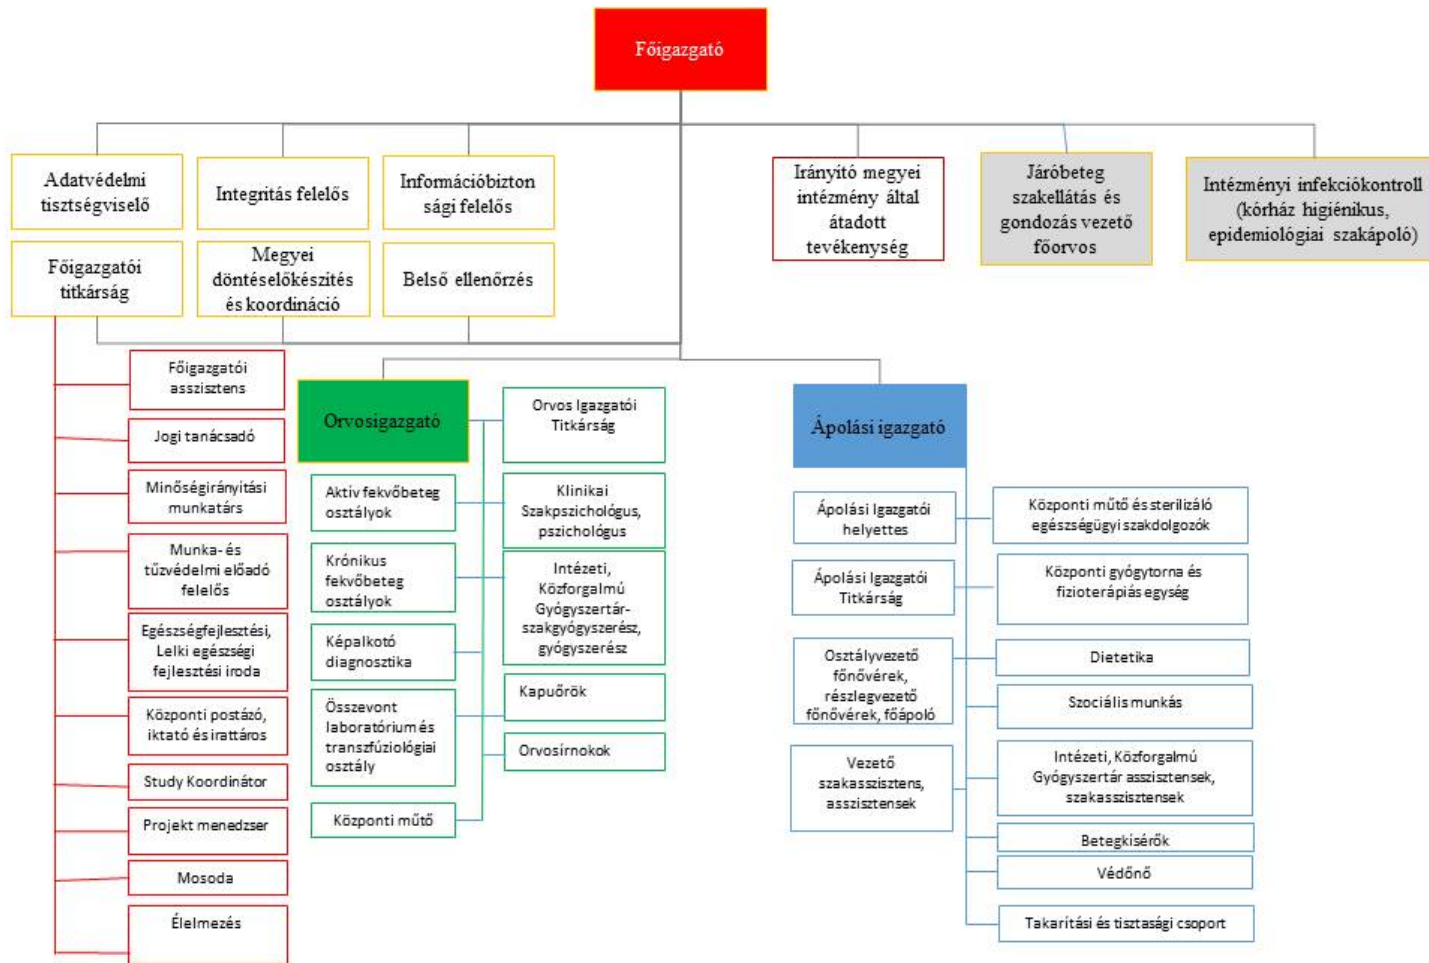 Főigazgató
Adatvédelmi
tisztségviselő
Integritás felelős
Információbizton
sági felelős
Irányító megyei
intézmény által
átadott
tevékenység
Járóbeteg
szakellátás és
gondozás vezető
főorvos
Intézményi infekciókontroll
(kórház higiénikus,
epidemiológiai szakápoló)
Főigazgatói
titkárság
Megyei
döntéselőkészítés
és koordináció
Belső ellenőrzés
Főigazgatói
asszisztens
Jogi tanácsadó
Minőségirányitási
munkatárs
Munka- és
tűzvédelmi előadó
felelős
Egészségfejlesztési,
Lelki egészségi
fejlesztési iroda
Központi postázó,
iktató és irattáros
Study Koordinátor
Projekt menedzser
Mosoda
Élelmezés
Orvosigazgató
Aktív fekvőbeteg
osztályok
Krónikus
fekvőbeteg
osztályok
Képalkotó
diagnosztika
Összevont
laboratórium és
transzfúziológiai
osztály
Központi műtő
Orvos Igazgatói
Titkárság
Klinikai
Szakpszichológus,
pszichológus
Intézeti,
Közforgalmú
Gyógyszertár-
szakgyógyszerész,
gyógyszerész
Kapuőrök
Orvosírnokok
Ápolási igazgató
Ápolási Igazgatói
helyettes
Ápolási Igazgatói
Titkárság
Osztályvezető
főnővérek,
részlegvezető
főnővérek, főápoló
Vezető
szakasszisztens,
asszisztensek
Központi műtő és sterilizáló
egészségügyi szakdolgozók
Központi gyógytorna és
fizioterápiás egység
Dietetika
Szociális munkás
Intézeti, Közforgalmú
Gyógyszertár asszisztensek,
szakasszisztensek
Betegkísérők
Védőnő
Takarítási és tisztasági csoport